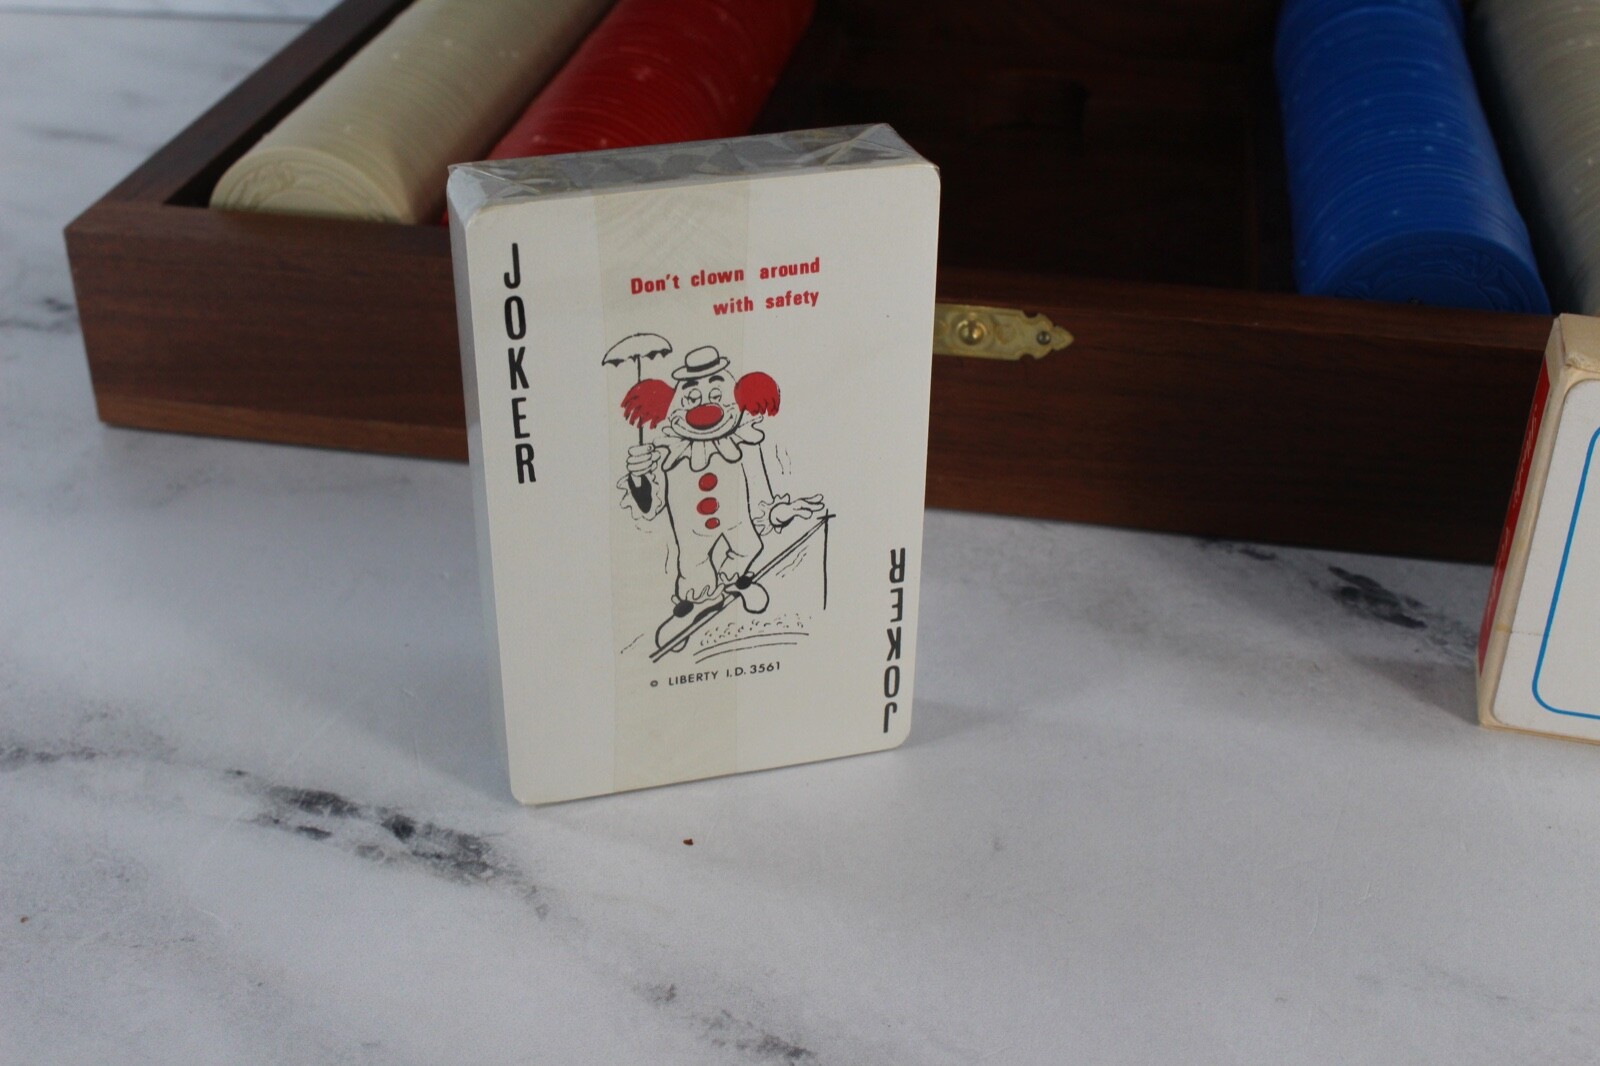 JOKER
Don't clown around
with safety
© LIBERTY I.D. 3561
JOKER